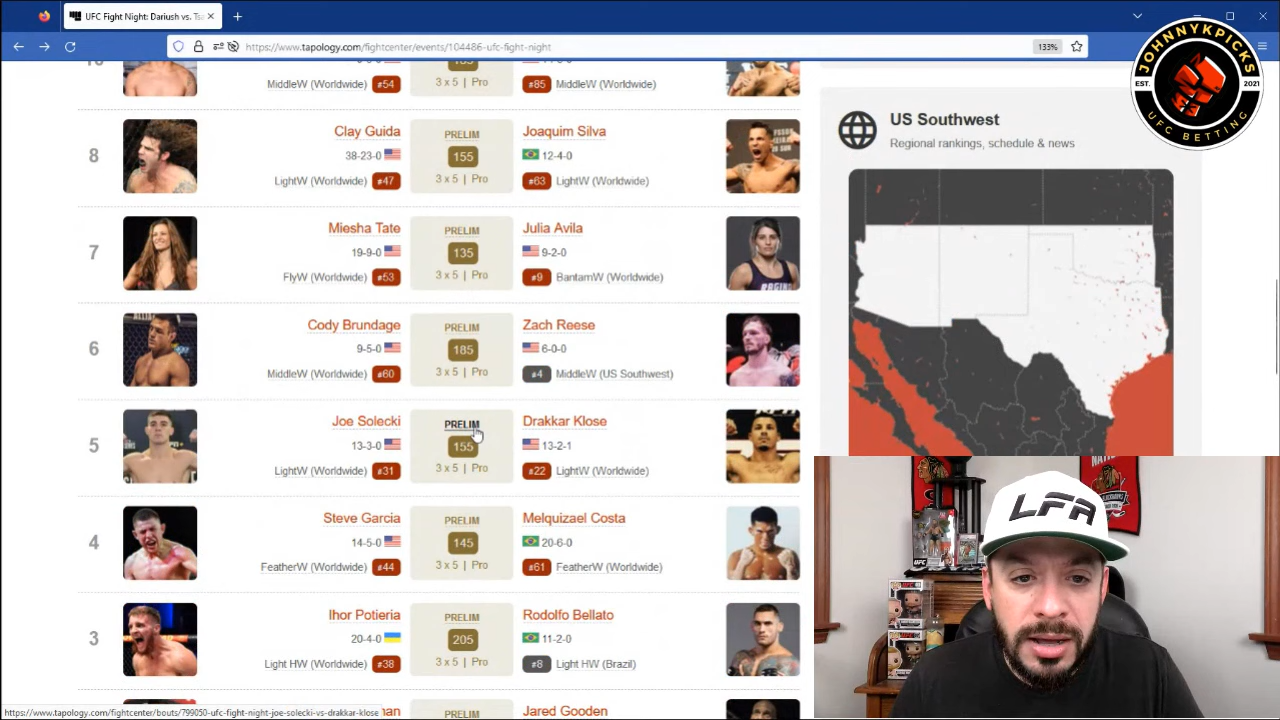 UFC Fight Night: Dariush vs. Tsa
https://www.tapology.com/fightcenter/events/104486-ufc-fight-night
133%
JOHNNYKPICKS
EST. 2021
UFC BETTING
MiddleW (Worldwide) #54
3 x 5 | Pro
#85 MiddleW (Worldwide)
8
Clay Guida
38-23-0
LightW (Worldwide) #47
PRELIM
155
3 x 5 | Pro
Joaquim Silva
12-4-0
#63 LightW (Worldwide)
7
Miesha Tate
19-9-0
FlyW (Worldwide) #53
PRELIM
135
3 x 5 | Pro
Julia Avila
9-2-0
#9 BantamW (Worldwide)
6
Cody Brundage
9-5-0
MiddleW (Worldwide) #60
PRELIM
185
3 x 5 | Pro
Zach Reese
6-0-0
#4 MiddleW (US Southwest)
5
Joe Solecki
13-3-0
LightW (Worldwide) #31
PRELIM
155
3 x 5 | Pro
Drakkar Klose
13-2-1
#22 LightW (Worldwide)
4
Steve Garcia
14-5-0
FeatherW (Worldwide) #44
PRELIM
145
3 x 5 | Pro
Melquizael Costa
20-6-0
#61 FeatherW (Worldwide)
3
Ihor Potieria
20-4-0
Light HW (Worldwide) #38
PRELIM
205
3 x 5 | Pro
Rodolfo Bellato
11-2-0
#8 Light HW (Brazil)
PRELIM
Jared Gooden
US Southwest
Regional rankings, schedule & news
LFA
https://www.tapology.com/fightcenter/bouts/799050-ufc-fight-night-joe-solecki-vs-drakkar-klose